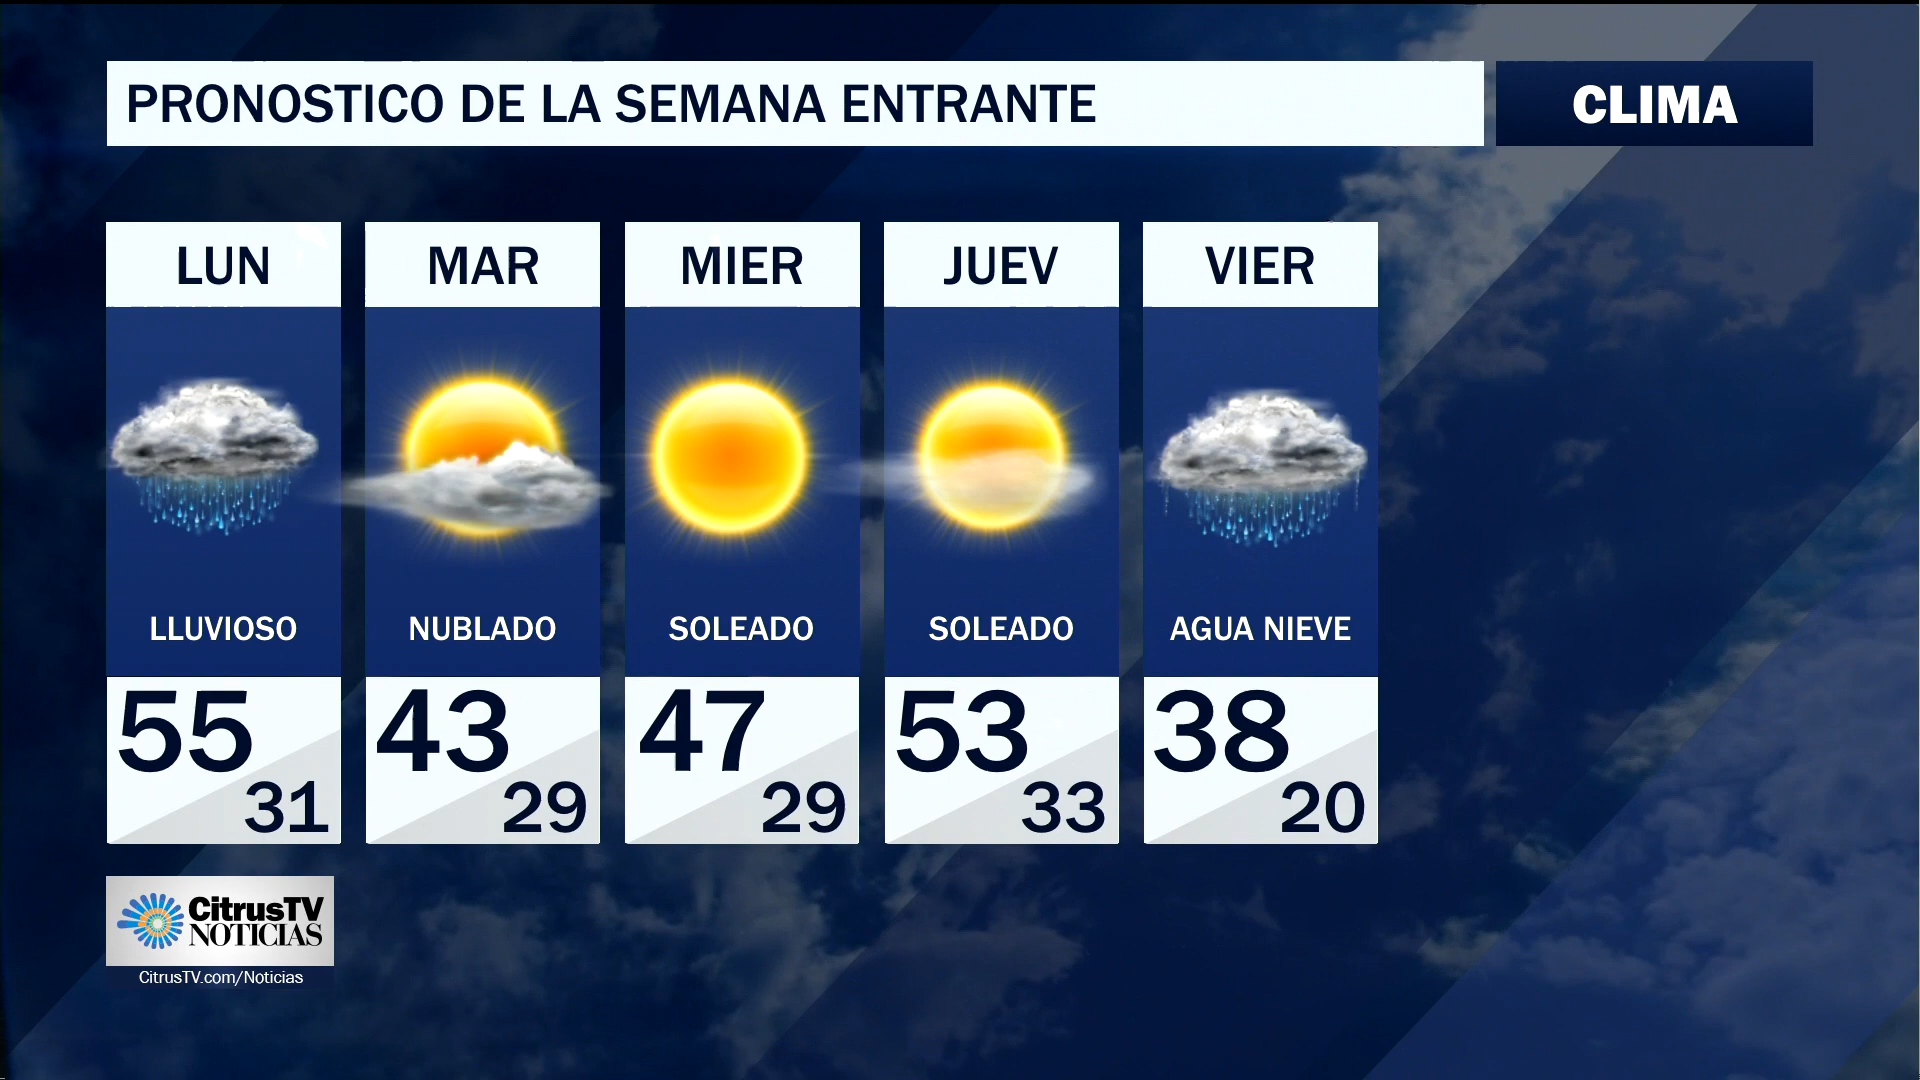 PRONOSTICO DE LA SEMANA ENTRANTE
CLIMA
LUN
MAR
MIER
JUEV
VIER
LLUVIOSO
NUBLADO
SOLEADO
SOLEADO
AGUA NIEVE
55
31
43
29
47
29
53
33
38
20
CitrusTV
NOTICIAS
CitrusTV.com/Noticias